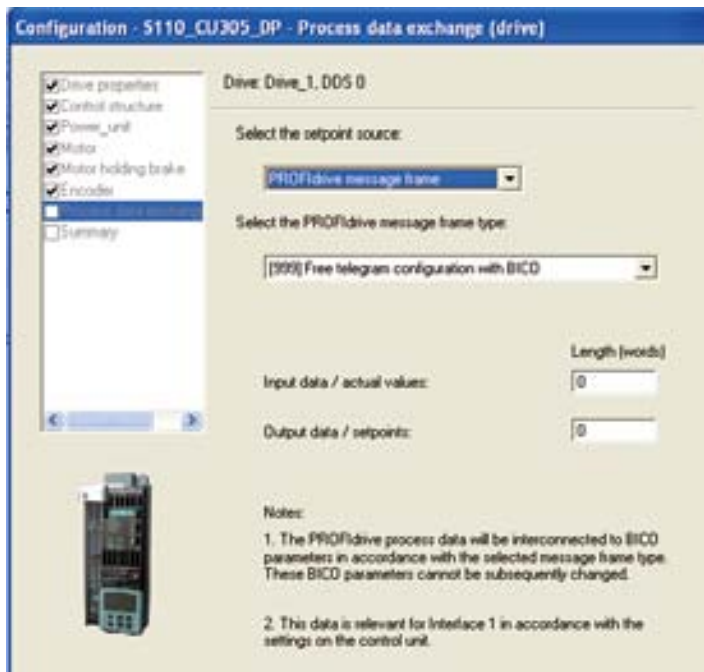 Configuration - S110_CU305_DP - Process data exchange (drive)
Drive properties
Control structure
Power_unit
Motor
Motor holding brake
Encoder
Process data exchange
Summary
Drive: Drive_1, DDS 0
Select the setpoint source:
PROFIdrive message frame
Select the PROFIdrive message frame type:
[999] Free telegram configuration with BICO
Length (words)
Input data / actual values:
0
Output data / setpoints:
0
Notes:
1. The PROFIdrive process data will be interconnected to BICO
parameters in accordance with the selected message frame type.
These BICO parameters cannot be subsequently changed.
2. This data is relevant for Interface 1 in accordance with the
settings on the control unit.